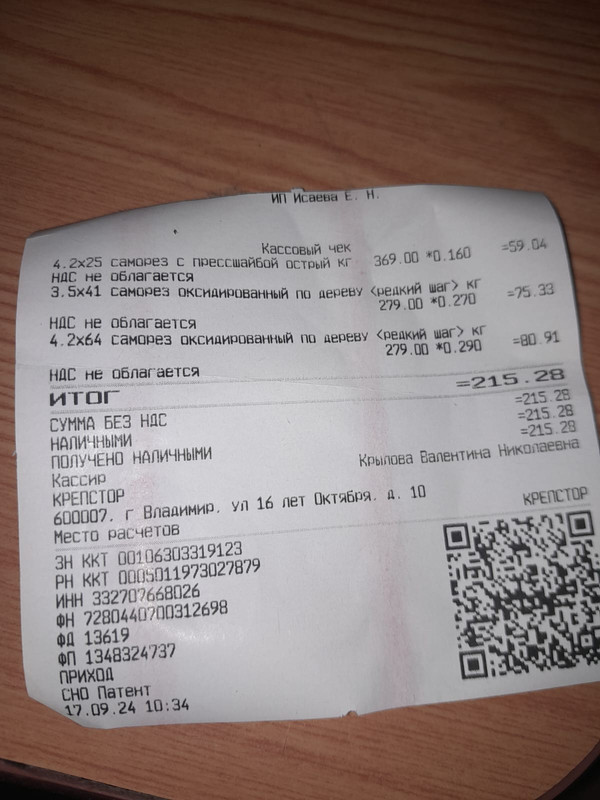 ИП Исаева Е. Н.
Кассовый чек
4.2х25 саморез с прессшайбой острый кг 369.00 *0.160 =59.04
НДС не облагается
3.5х41 саморез оксидированный по дереву <редкий шаг> кг
279.00 *0.270 =75.33
НДС не облагается
4.2х64 саморез оксидированный по дереву <редкий шаг> кг
279.00 *0.290 =80.91
НДС не облагается
ИТОГ =215.28
СУММА БЕЗ НДС =215.28
НАЛИЧНЫМИ =215.28
ПОЛУЧЕНО НАЛИЧНЫМИ =215.28
Кассир Крылова Валентина Николаевна
КРЕПСТОР
600007, г Владимир, ул 16 лет Октября, д. 10
Место расчетов КРЕПСТОР
ЗН ККТ 00106303319123
РН ККТ 0005011973027879
ИНН 332707668026
ФН 7280440700312698
ФД 13619
ФП 1348324737
ПРИХОД
СНО Патент
17.09.24 10:34